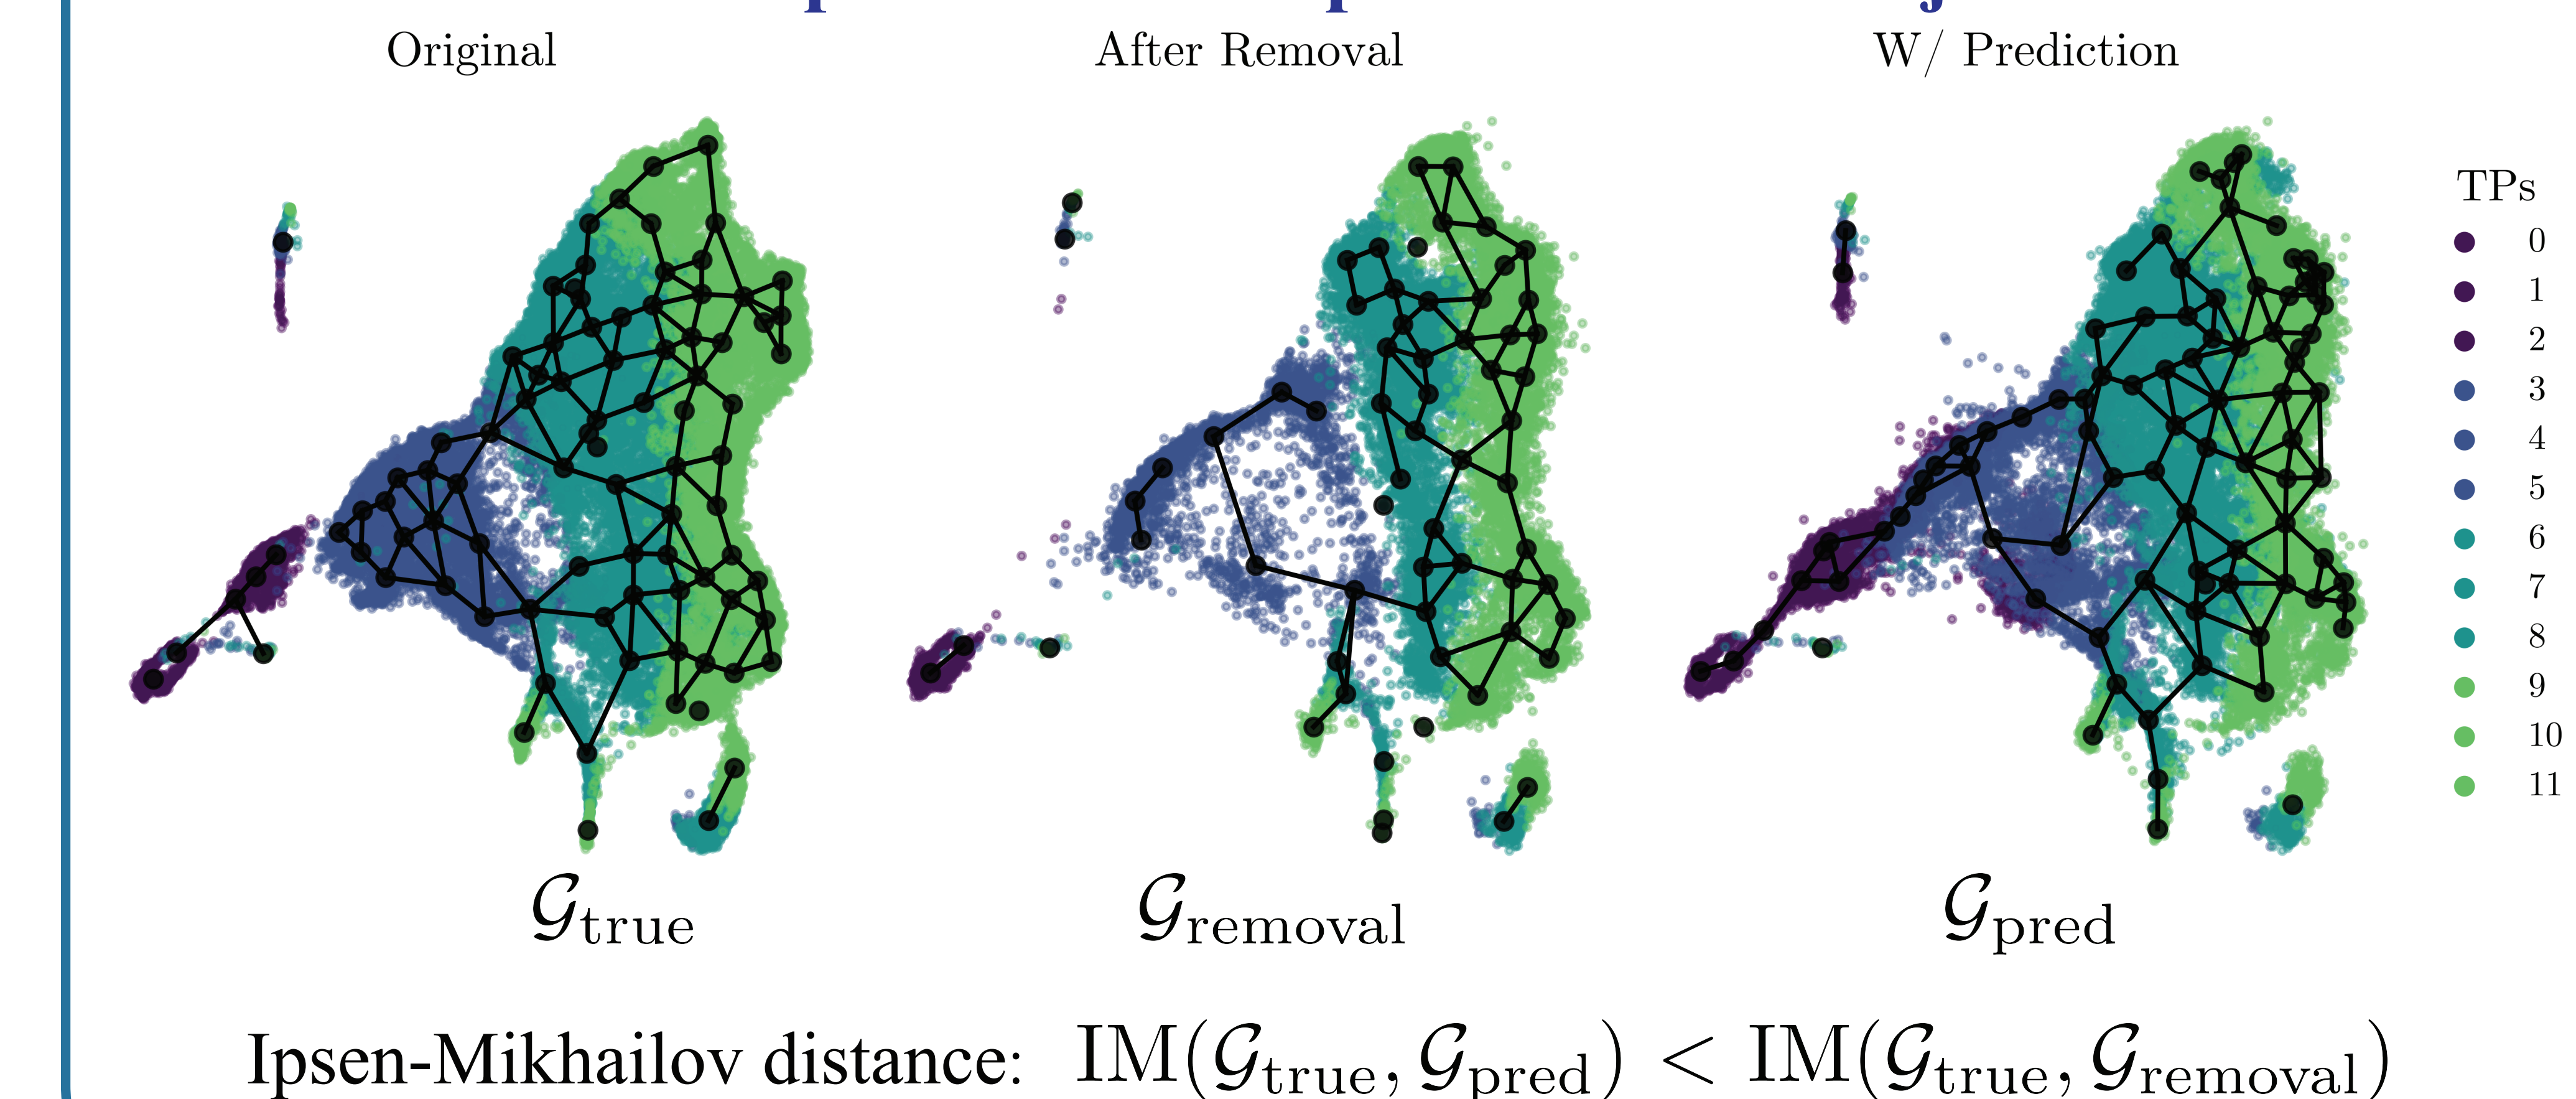 Original
After Removal
W/ Prediction
TPs
0
1
2
3
4
5
6
7
8
9
10
11
𝒢true
𝒢removal
𝒢pred
Ipsen-Mikhailov distance: IM(𝒢true, 𝒢pred) < IM(𝒢true, 𝒢removal)